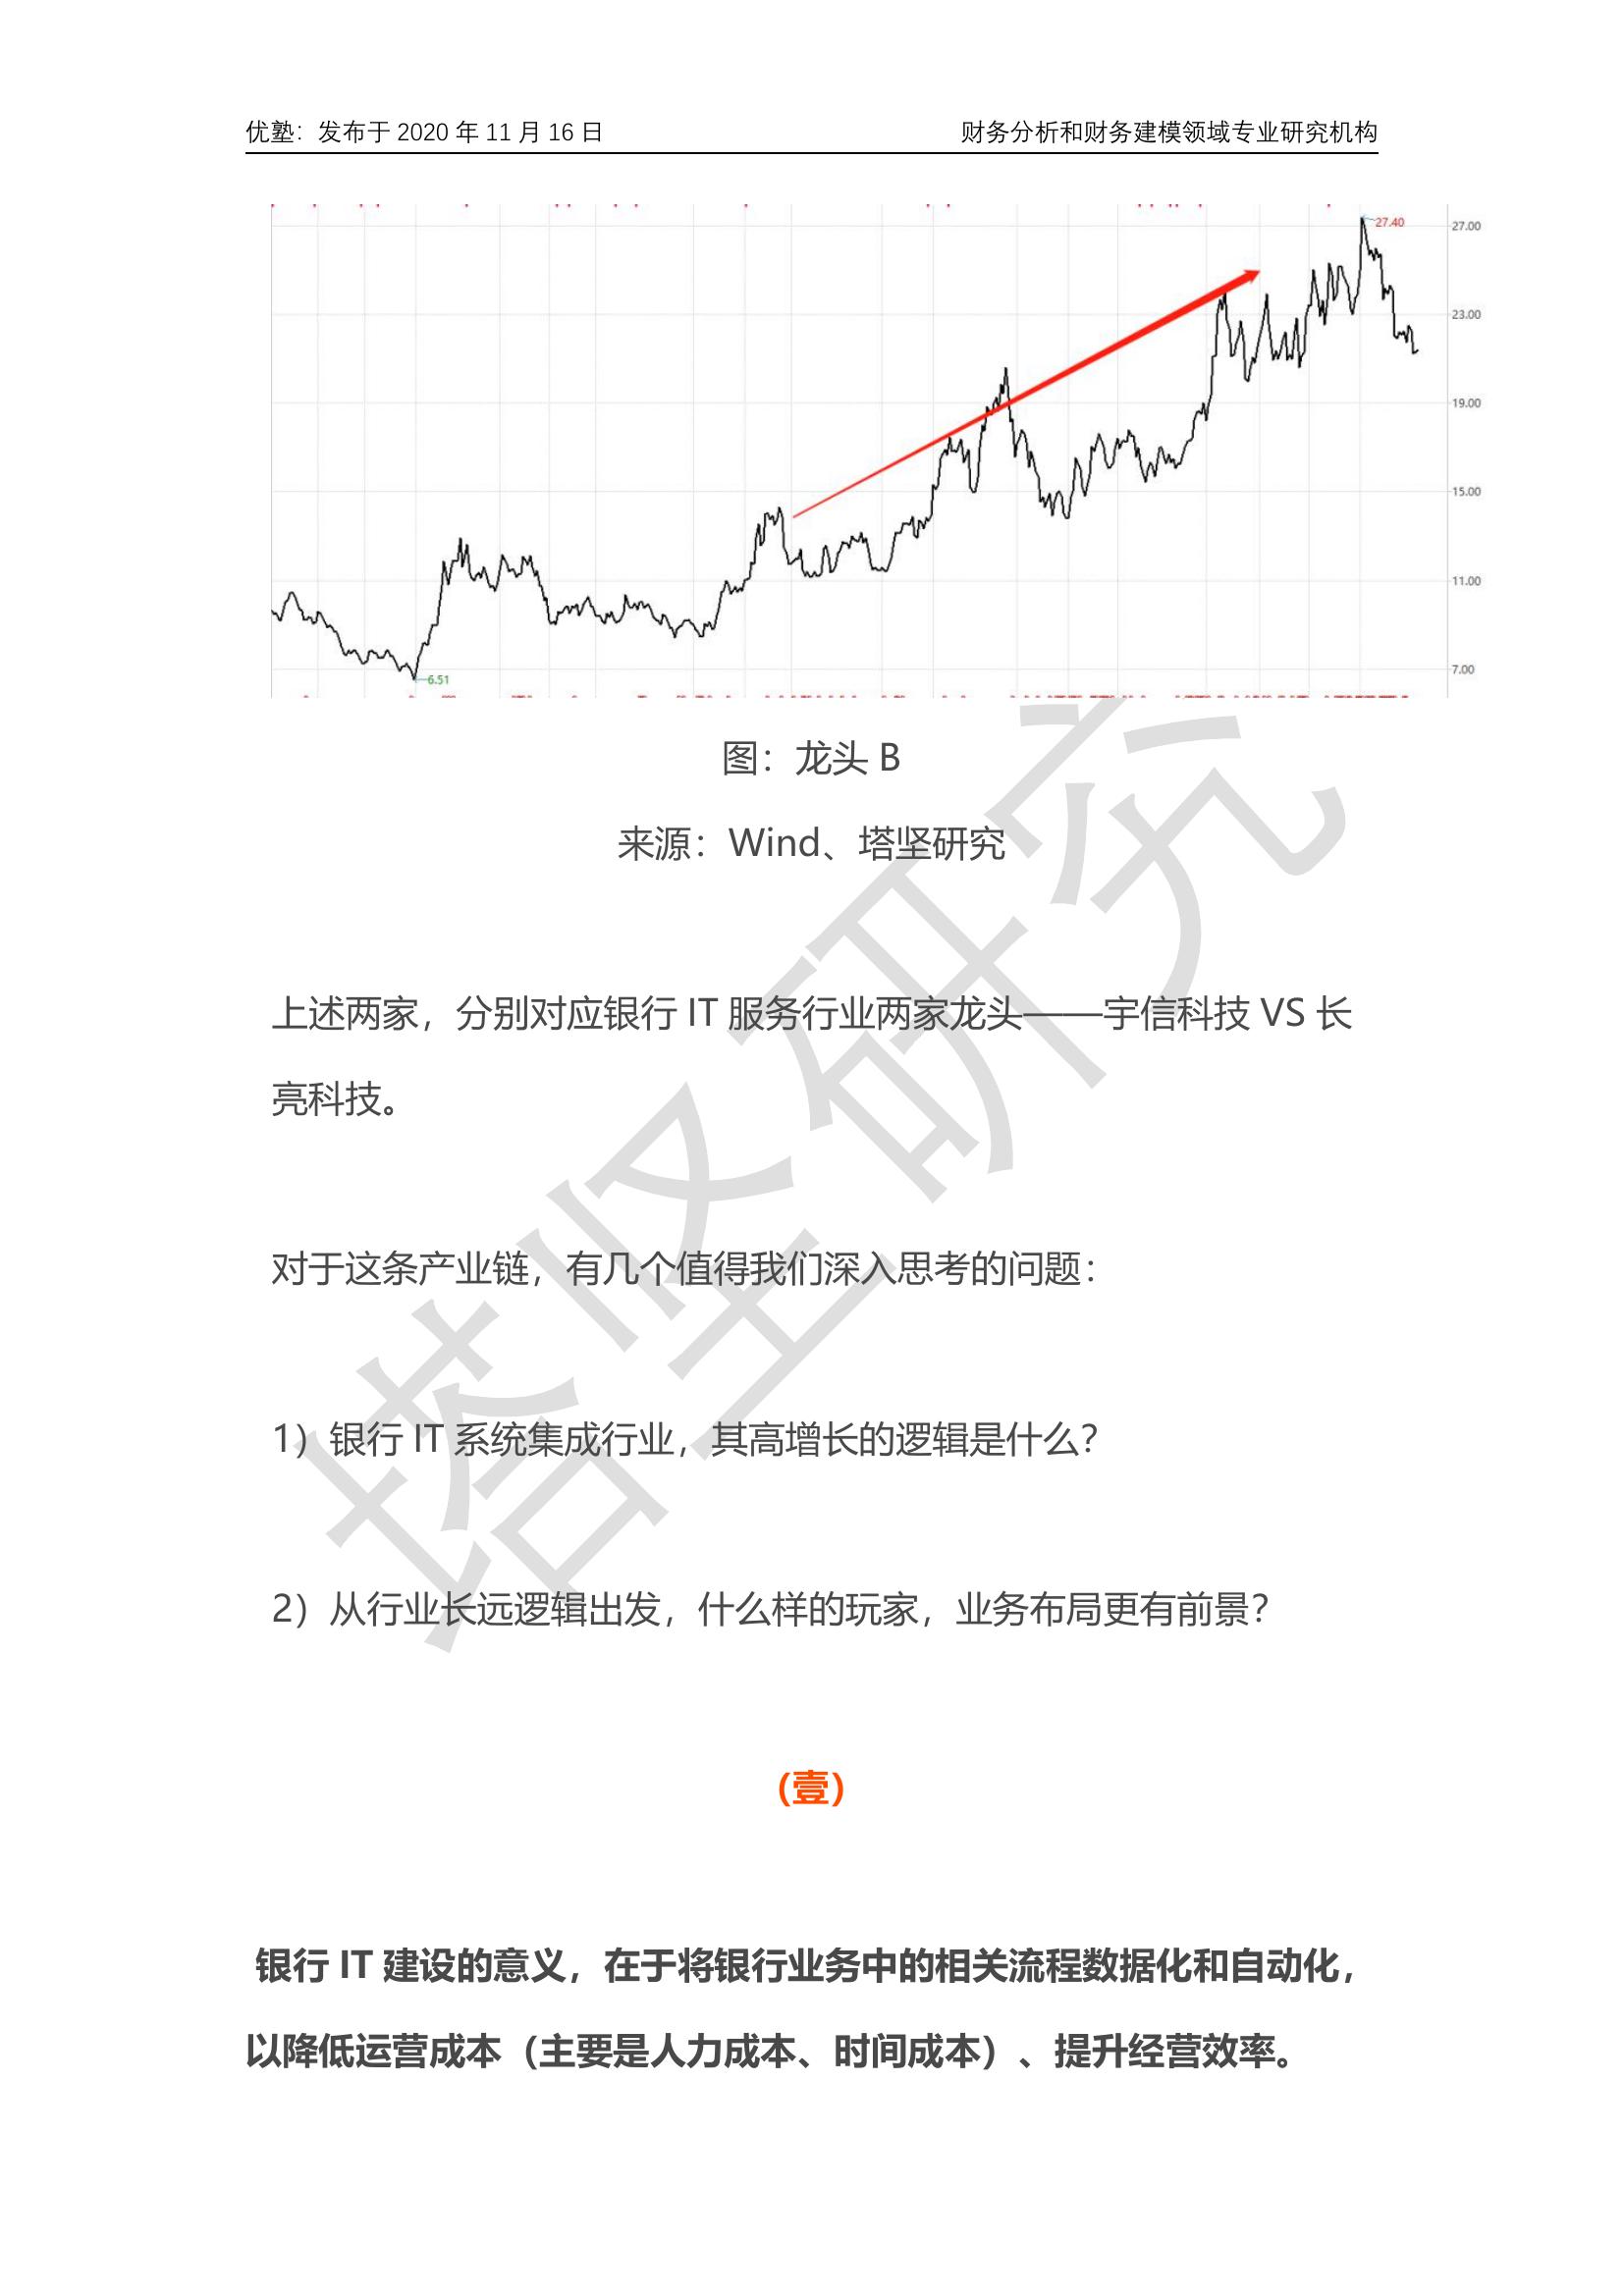 优塾：发布于 2020 年 11 月 16 日 财务分析和财务建模领域专业研究机构
27.40
27.00
23.00
19.00
15.00
11.00
7.00
6.51
图：龙头 B
来源：Wind、塔坚研究
上述两家，分别对应银行 IT 服务行业两家龙头——宇信科技 VS 长
亮科技。
对于这条产业链，有几个值得我们深入思考的问题：
1）银行 IT 系统集成行业，其高增长的逻辑是什么？
2）从行业长远逻辑出发，什么样的玩家，业务布局更有前景？
(壹)
银行 IT 建设的意义，在于将银行业务中的相关流程数据化和自动化，
以降低运营成本（主要是人力成本、时间成本）、提升经营效率。
塔坚研究